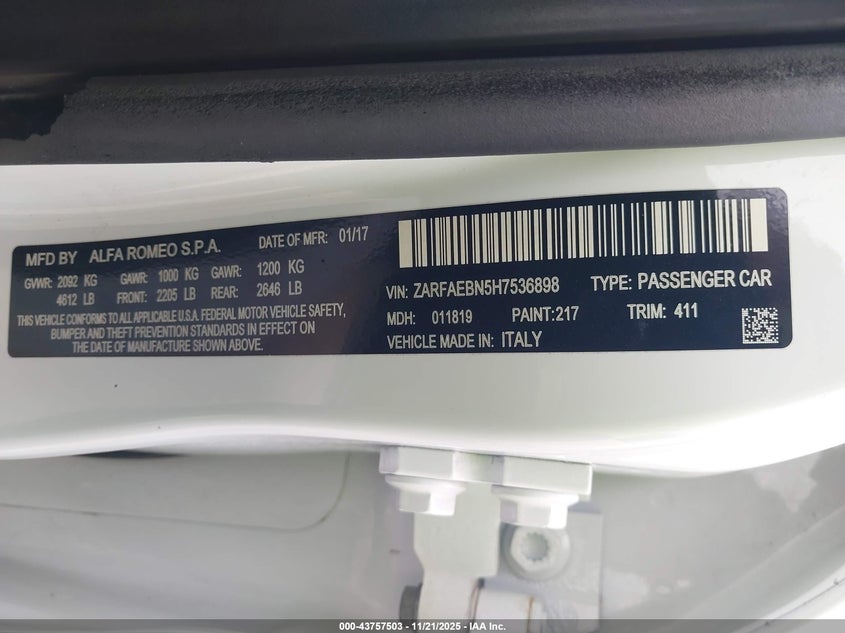 MFD BY ALFA ROMEO S.P.A. DATE OF MFR: 01/17
GVWR: 2092 KG GAWR: 1000 KG GAWR: 1200 KG
4612 LB FRONT: 2205 LB REAR: 2646 LB
THIS VEHICLE CONFORMS TO ALL APPLICABLE U.S.A. FEDERAL MOTOR VEHICLE SAFETY,
BUMPER AND THEFT PREVENTION STANDARDS IN EFFECT ON
THE DATE OF MANUFACTURE SHOWN ABOVE.
VIN: ZARFAEBN5H7536898 TYPE: PASSENGER CAR
MDH: 011819 PAINT:217 TRIM: 411
VEHICLE MADE IN: ITALY
000-43757503 - 11/21/2025 - IAA Inc.